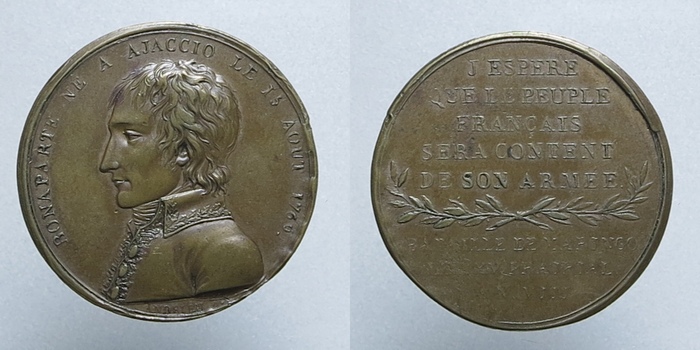 BONAPARTE NÉ A AJACCIO LE 15 AOUT 1769.
J ESPERE
QUE LE PEUPLE
FRANÇAIS
SERA CONTENT
DE SON ARMEE.
BATAILLE DE MARENGO